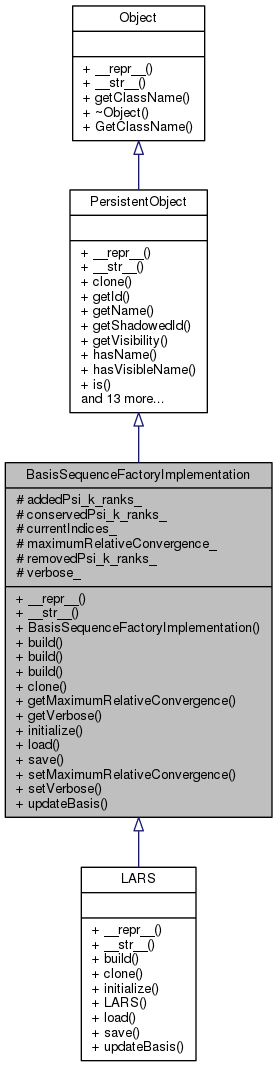 Object
+ __repr__()
+ __str__()
+ getClassName()
+ ~Object()
+ GetClassName()
PersistentObject
+ __repr__()
+ __str__()
+ clone()
+ getId()
+ getName()
+ getShadowedId()
+ getVisibility()
+ hasName()
+ hasVisibleName()
+ is()
and 13 more...
BasisSequenceFactoryImplementation
# addedPsi_k_ranks_
# conservedPsi_k_ranks_
# currentIndices_
# maximumRelativeConvergence_
# removedPsi_k_ranks_
# verbose_
+ __repr__()
+ __str__()
+ BasisSequenceFactoryImplementation()
+ build()
+ build()
+ build()
+ clone()
+ getMaximumRelativeConvergence()
+ getVerbose()
+ initialize()
+ load()
+ save()
+ setMaximumRelativeConvergence()
+ setVerbose()
+ updateBasis()
LARS
+ __repr__()
+ __str__()
+ build()
+ clone()
+ initialize()
+ LARS()
+ load()
+ save()
+ updateBasis()